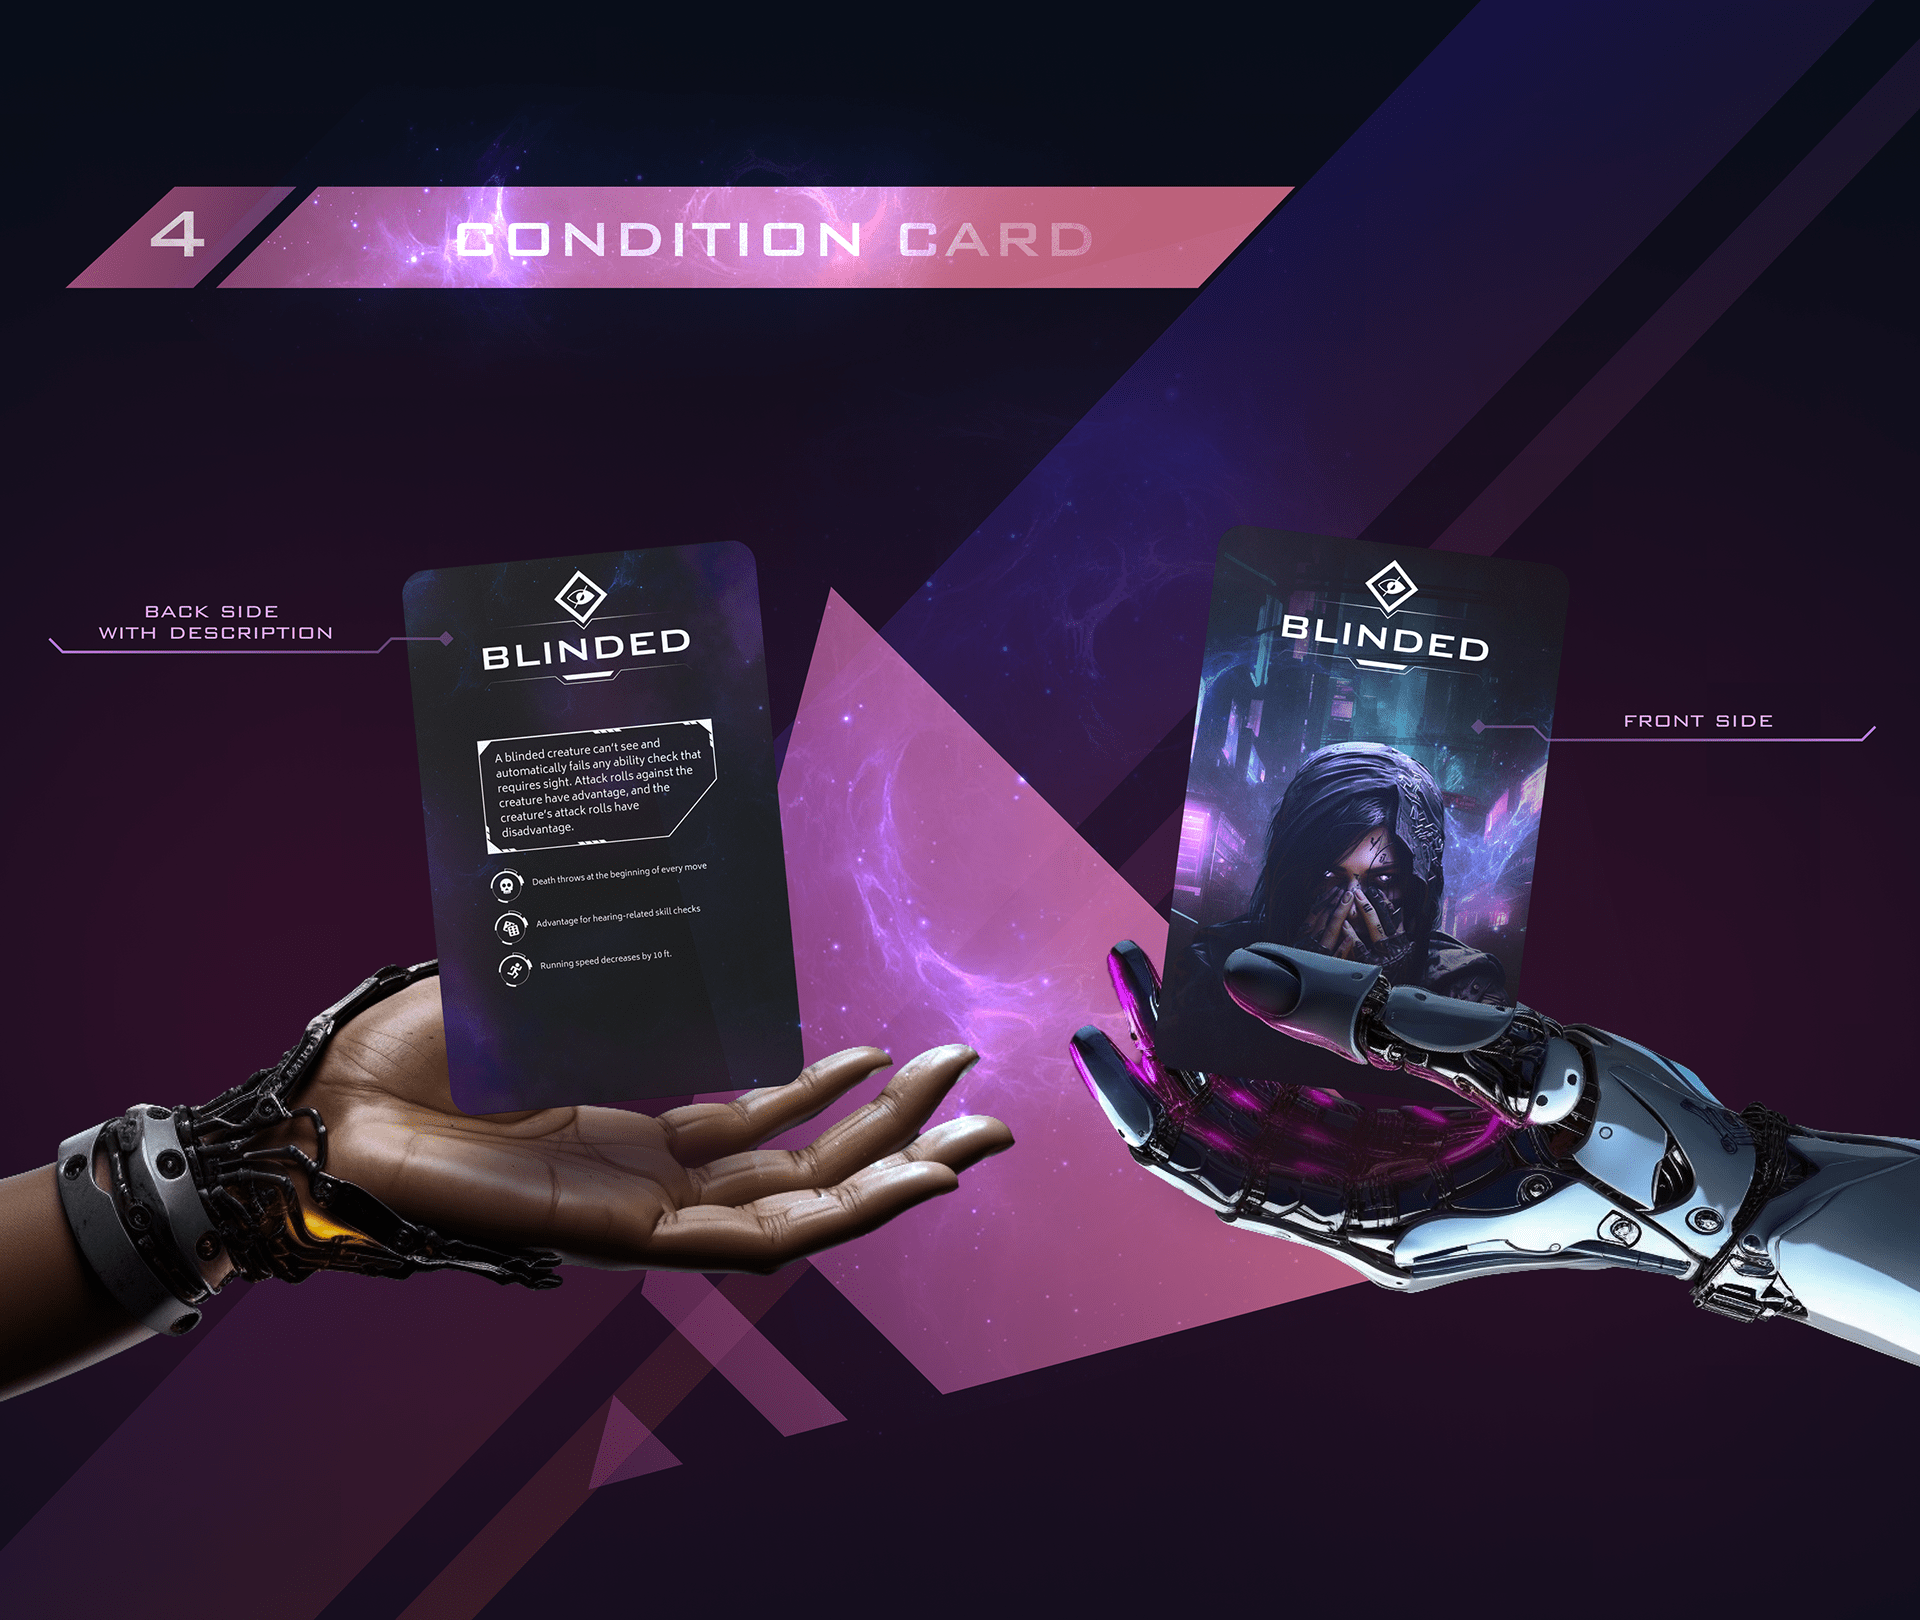 4
CONDITION CARD
BACK SIDE
WITH DESCRIPTION
BLINDED
A blinded creature can't see and
automatically fails any ability check that
requires sight. Attack rolls against the
creature have advantage, and the
creature's attack rolls have
disadvantage.
Death throws at the beginning of every move
Advantage for hearing-related skill checks
Running speed decreases by 10 ft.
BLINDED
FRONT SIDE